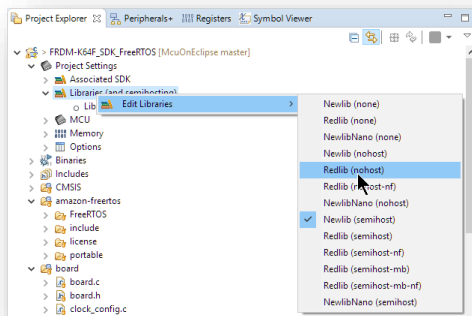 Project Explorer
Peripherals+
Registers
Symbol Viewer
> FRDM-K64F_SDK_FreeRTOS [McuOnEclipse master]
Project Settings
Associated SDK
Libraries (and semihosting)
Lib
Edit Libraries
MCU
Memory
Options
Binaries
Includes
CMSIS
amazon-freertos
FreeRTOS
include
license
portable
board
board.c
board.h
clock_config.c
Newlib (none)
Redlib (none)
NewlibNano (none)
Newlib (nohost)
Redlib (nohost)
Redlib (nohost-nf)
NewlibNano (nohost)
Newlib (semihost)
Redlib (semihost)
Redlib (semihost-nf)
Redlib (semihost-mb)
Redlib (semihost-mb-nf)
NewlibNano (semihost)